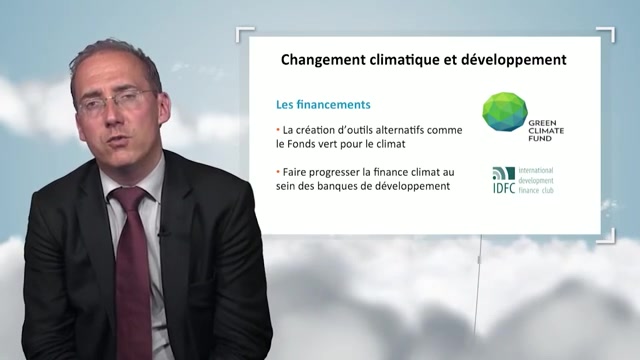 Changement climatique et développement
Les financements
• La création d'outils alternatifs comme
le Fonds vert pour le climat
• Faire progresser la finance climat au
sein des banques de développement
GREEN
CLIMATE
FUND
IDFC
international
development
finance club